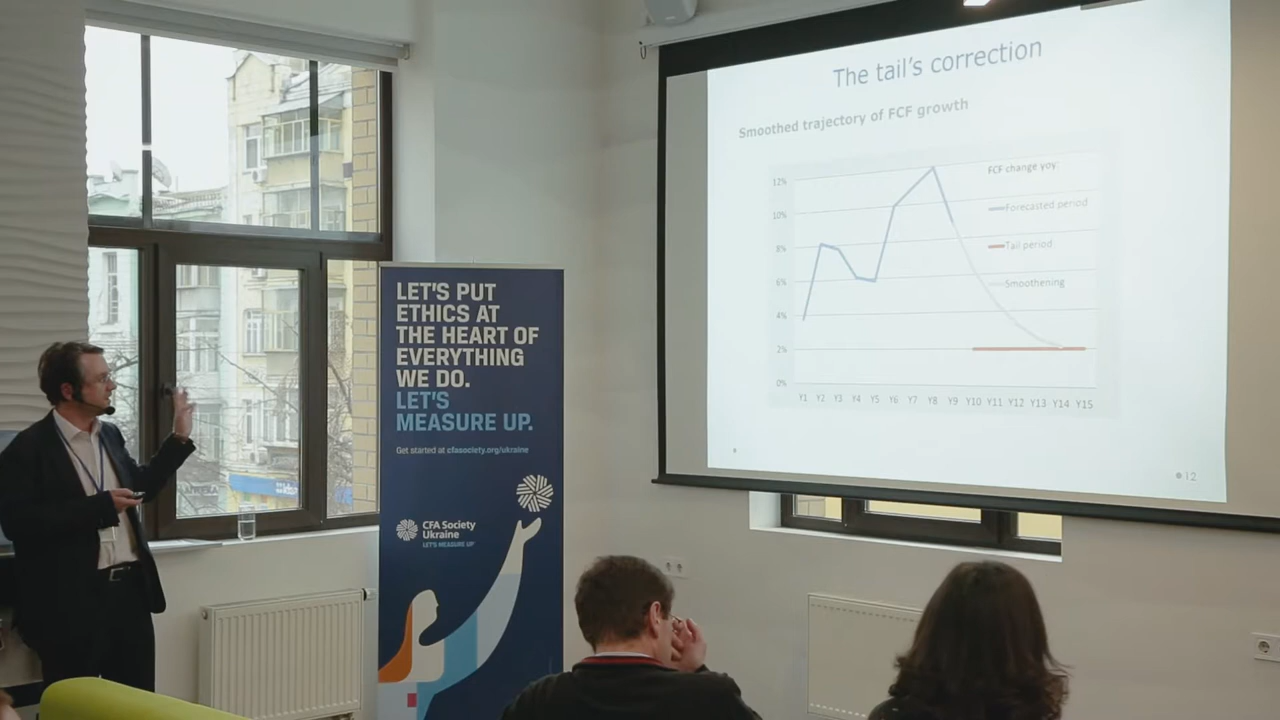 The tail's correction
Smoothed trajectory of FCF growth
FCF change yoy:
12%
10%
8%
6%
4%
2%
0%
Forecasted period
Tail period
Smoothening
Y1 Y2 Y3 Y4 Y5 Y6 Y7 Y8 Y9 Y10 Y11 Y12 Y13 Y14 Y15
12
LET'S PUT
ETHICS AT
THE HEART OF
EVERYTHING
WE DO.
LET'S
MEASURE UP.
Get started at cfasociety.org/ukraine
CFA Society
Ukraine
LET'S MEASURE UP